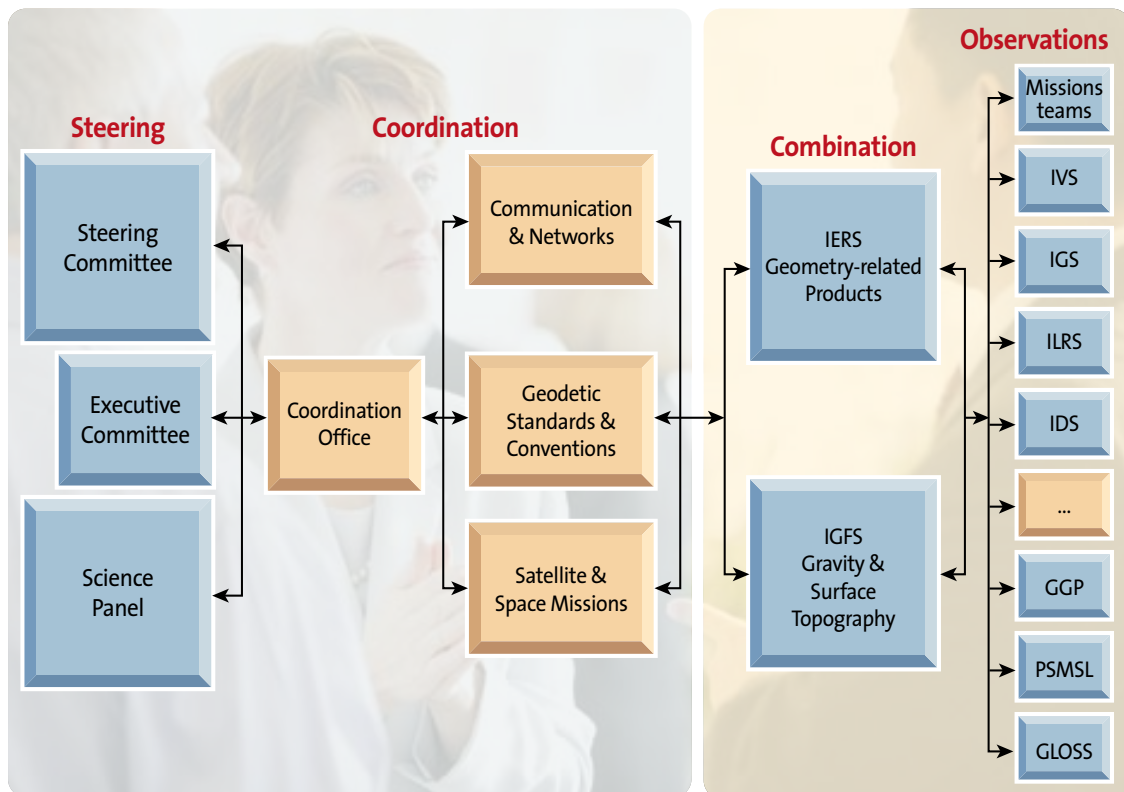 Steering
Steering
Committee
Executive
Committee
Science
Panel
Coordination
Coordination
Office
Communication
& Networks
Geodetic
Standards &
Conventions
Satellite &
Space Missions
Combination
IERS
Geometry-related
Products
IGFS
Gravity &
Surface
Topography
Observations
Missions
teams
IVS
IGS
ILRS
IDS
...
GGP
PSMSL
GLOSS